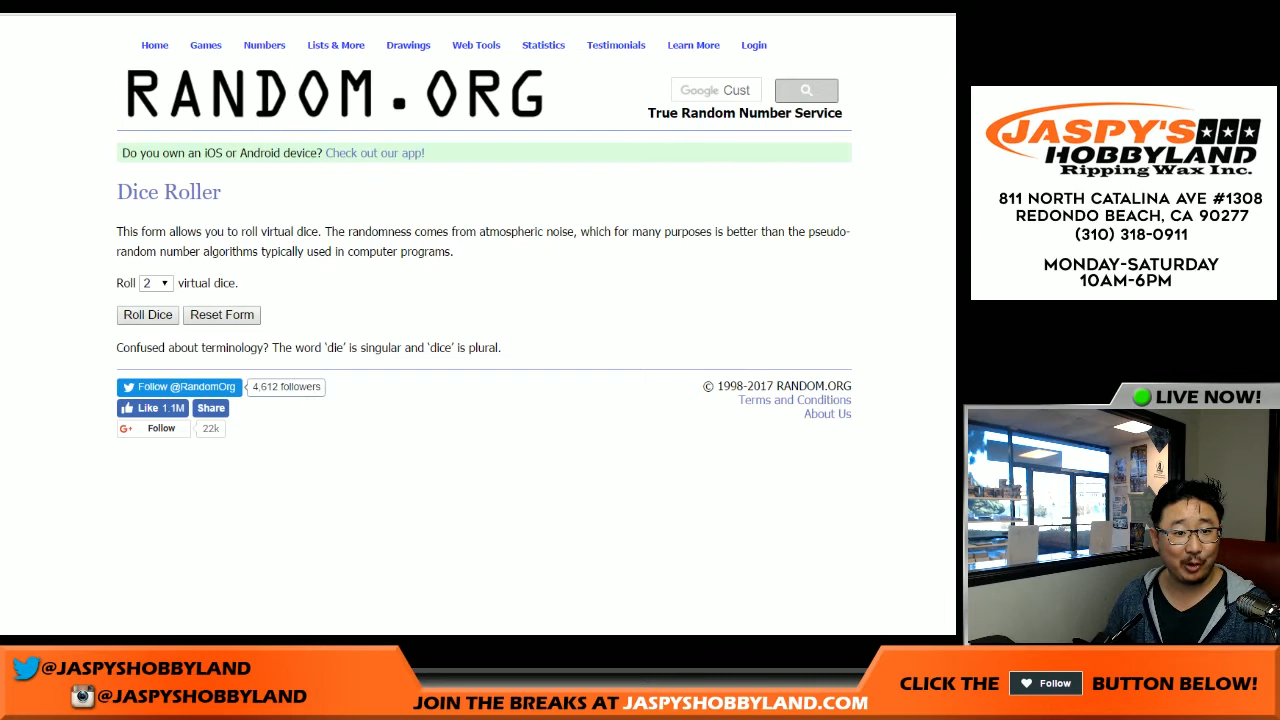 Home Games Numbers Lists & More Drawings Web Tools Statistics Testimonials Learn More Login
RANDOM.ORG
Google Cust
True Random Number Service
Do you own an iOS or Android device? Check out our app!
Dice Roller
This form allows you to roll virtual dice. The randomness comes from atmospheric noise, which for many purposes is better than the pseudo-
random number algorithms typically used in computer programs.
Roll 2 virtual dice.
Roll Dice Reset Form
Confused about terminology? The word ‘die’ is singular and ‘dice’ is plural.
Follow @RandomOrg 4,612 followers
Like 1.1M Share
G+ Follow 22k
© 1998-2017 RANDOM.ORG
Terms and Conditions
About Us
JASPY'S
HOBBYLAND
Ripping Wax Inc.
811 NORTH CATALINA AVE #1308
REDONDO BEACH, CA 90277
(310) 318-0911
MONDAY-SATURDAY
10AM-6PM
LIVE NOW!
@JASPYSHOBBYLAND
@JASPYSHOBBYLAND
JOIN THE BREAKS AT JASPYSHOBBYLAND.COM
CLICK THE Follow BUTTON BELOW!